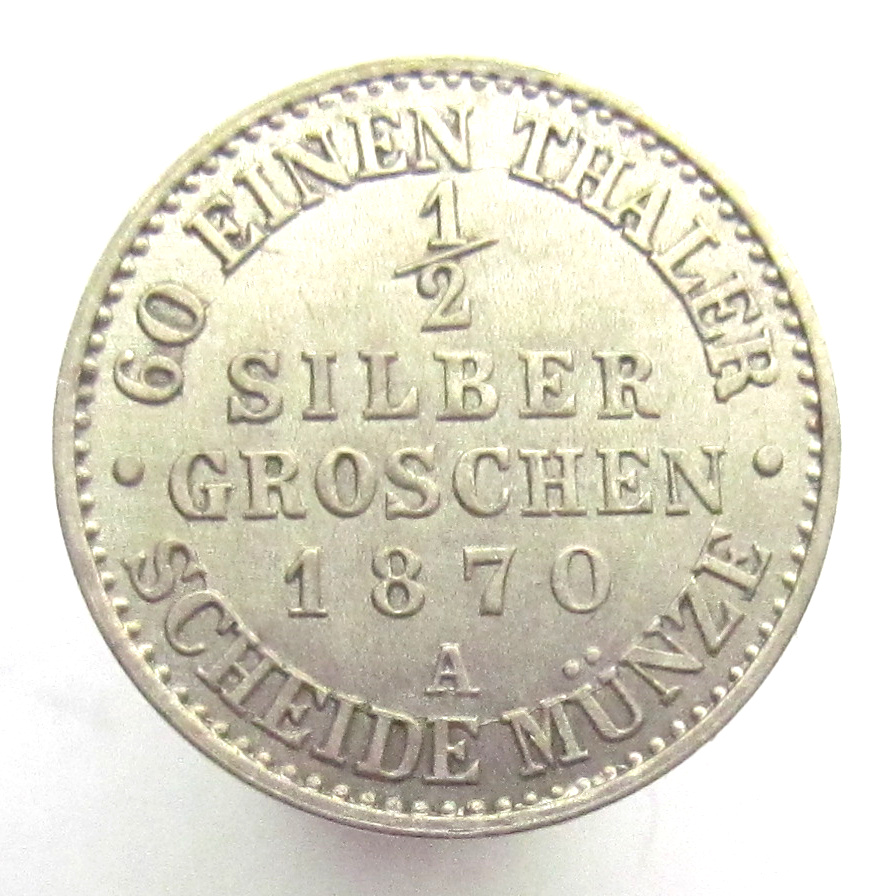 60 EINEN THALER
1/2
SILBER
GROSCHEN
1870
A
SCHEIDE MÜNZE